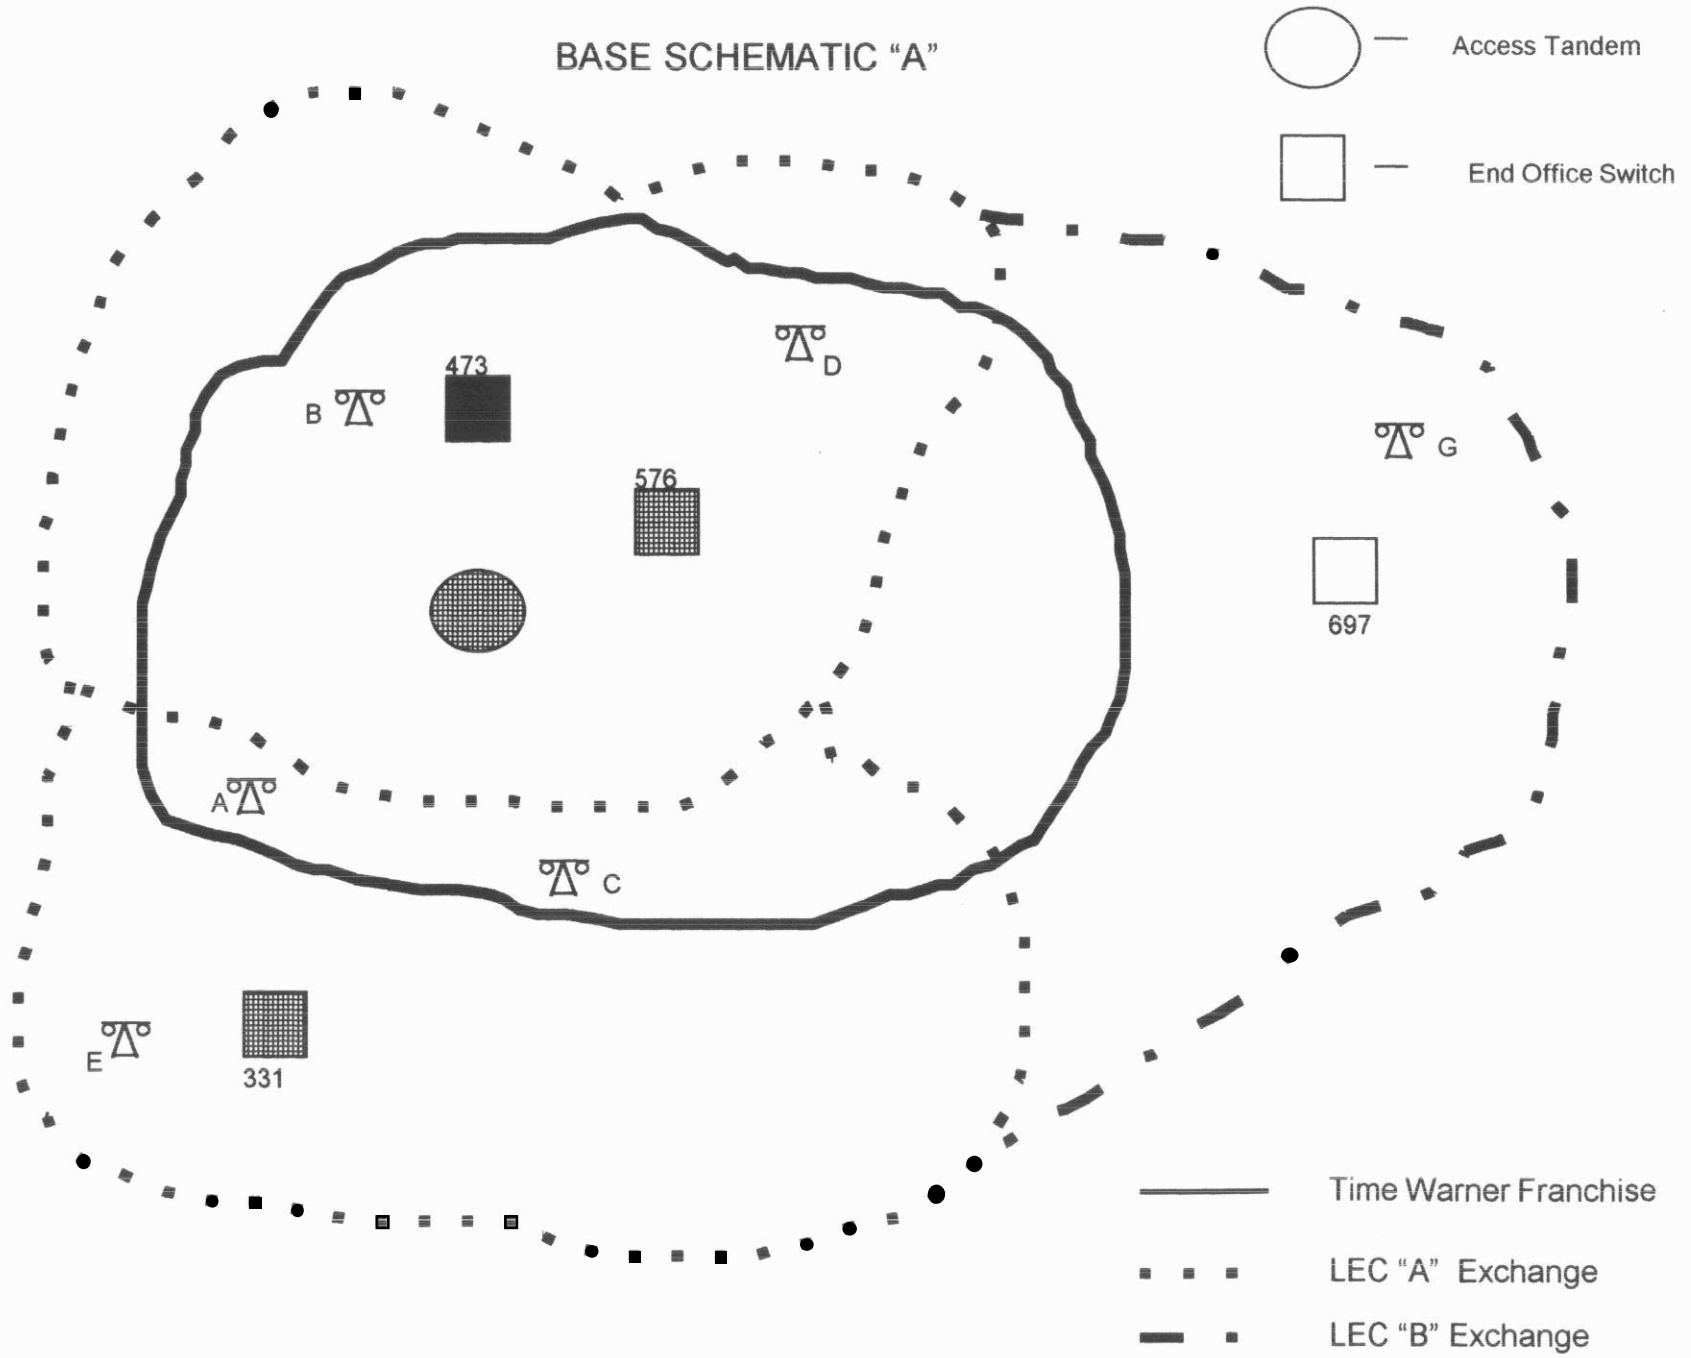 BASE SCHEMATIC “A”
Access Tandem
End Office Switch
473
D
B
G
576
697
A
C
E
331
Time Warner Franchise
LEC “A” Exchange
LEC “B” Exchange